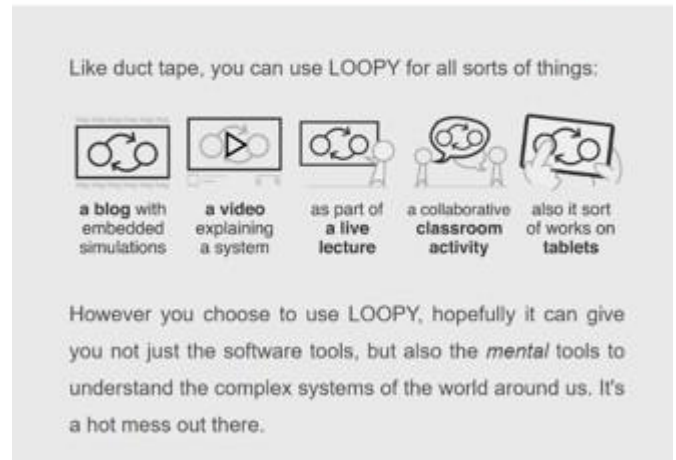 Like duct tape, you can use LOOPY for all sorts of things:
a blog with
embedded
simulations
a video
explaining
a system
as part of
a live
lecture
a collaborative
classroom
activity
also it sort
of works on
tablets
However you choose to use LOOPY, hopefully it can give
you not just the software tools, but also the mental tools to
understand the complex systems of the world around us. It's
a hot mess out there.